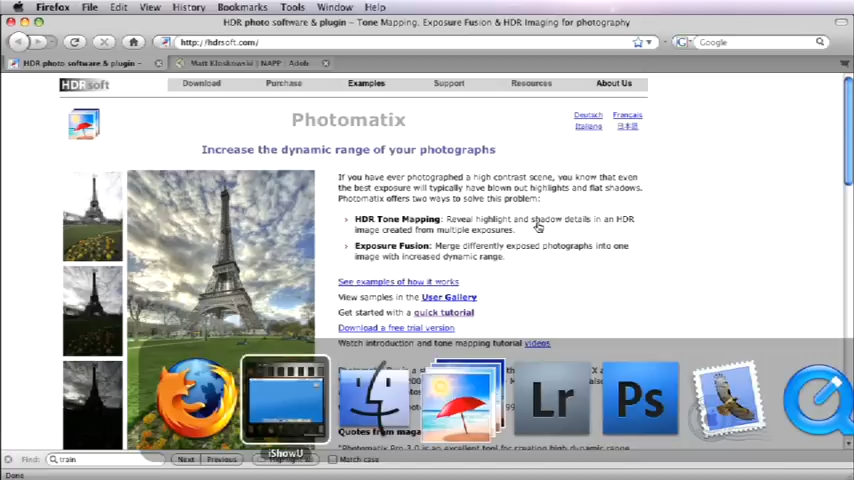 Firefox File Edit View History Bookmarks Tools Window Help
HDR photo software & plugin – Tone Mapping, Exposure Fusion & HDR Imaging for photography
http://hdrsoft.com/
Google
HDR photo software & plugin –
Matt Kloskowski | NAPP | Adob
HDRsoft
Download Purchase Examples Support Resources About Us
Photomatix
Deutsch Français
Italiano 日本語
Increase the dynamic range of your photographs
If you have ever photographed a high contrast scene, you know that even
the best exposure will typically have blown out highlights and flat shadows.
Photomatix offers two ways to solve this problem:
HDR Tone Mapping: Reveal highlight and shadow details in an HDR
image created from multiple exposures.
Exposure Fusion: Merge differently exposed photographs into one
image with increased dynamic range.
See examples of how it works
View samples in the User Gallery
Get started with a quick tutorial
Download a free trial version
Watch introduction and tone mapping tutorial videos
Lr
Ps
iShowU
Quotes from maga
"Photomatix Pro 3.0 is an excellent tool for creating high dynamic
Find: train Next Previous Match case
Done